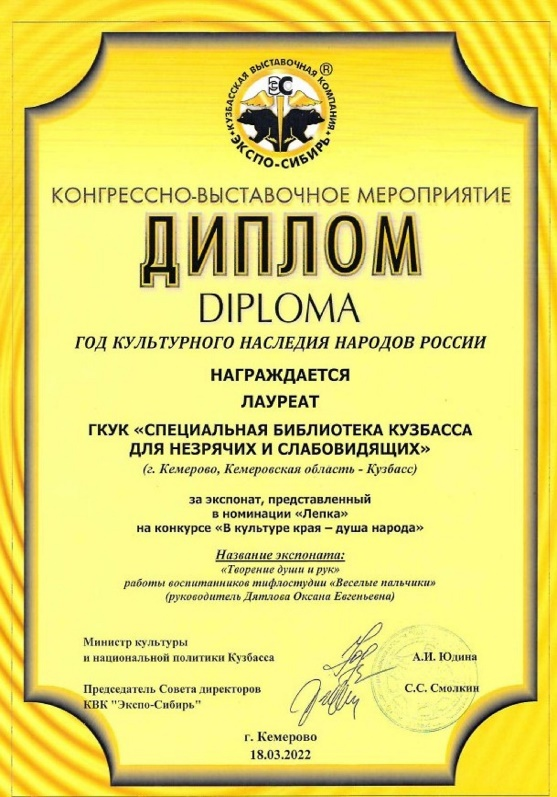 КУЗБАССКАЯ ВЫСТАВОЧНАЯ КОМПАНИЯ
®
ЭС
ЭКСПО-СИБИРЬ
КОНГРЕССНО-ВЫСТАВОЧНОЕ МЕРОПРИЯТИЕ
ДИПЛОМ
DIPLOMA
ГОД КУЛЬТУРНОГО НАСЛЕДИЯ НАРОДОВ РОССИИ
НАГРАЖДАЕТСЯ
ЛАУРЕАТ
ГКУК «СПЕЦИАЛЬНАЯ БИБЛИОТЕКА КУЗБАССА
ДЛЯ НЕЗРЯЧИХ И СЛАБОВИДЯЩИХ»
(г. Кемерово, Кемеровская область - Кузбасс)
за экспонат, представленный
в номинации «Лепка»
на конкурсе «В культуре края – душа народа»
Название экспоната:
«Творение души и рук»
работы воспитанников тифлостудии «Веселые пальчики»
(руководитель Дятлова Оксана Евгеньевна)
Министр культуры
и национальной политики Кузбасса
А.И. Юдина
Председатель Совета директоров
С.С. Смолкин
КВК "Экспо-Сибирь"
г. Кемерово
18.03.2022